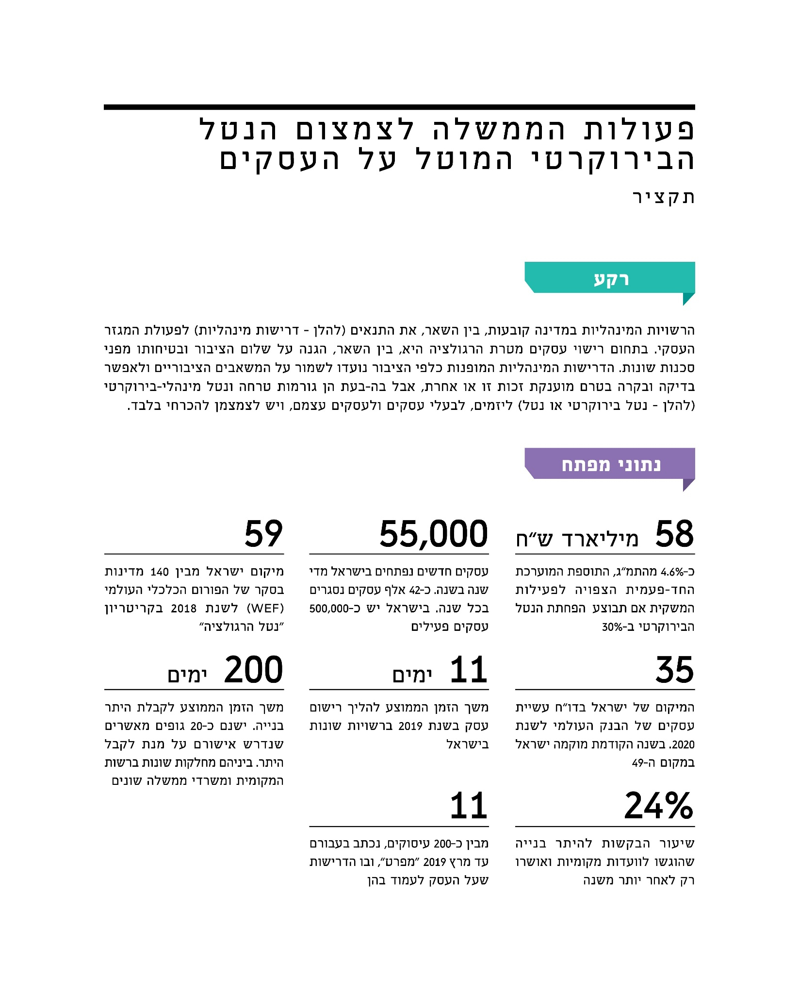 פעולות הממשלה לצמצום הנטל
הבירוקרטי המוטל על העסקים
תקציר
רקע
הרשויות המינהליות במדינה קובעות, בין השאר, את התנאים (להלן - דרישות מינהליות) לפעולת המגזר
העסקי. בתחום רישוי עסקים מטרת הרגולציה היא, בין השאר, הגנה על שלום הציבור ובטיחותו מפני
סכנות שונות. הדרישות המינהליות המופנות כלפי הציבור נועדו לשמור על המשאבים הציבוריים ולאפשר
בדיקה ובקרה בטרם מוענקת זכות זו או אחרת, אבל בה-בעת הן גורמות טרחה ונטל מינהלי-בירוקרטי
(להלן - נטל בירוקרטי או נטל) ליזמים, לבעלי עסקים ולעסקים עצמם, ויש לצמצמן להכרחי בלבד.
נתוני מפתח
58 מיליארד ש״ח
כ-4.6% מהתמ״ג, התוספת המוערכת
החד-פעמית הצפויה לפעילות
המשקית אם תבוצע הפחתת הנטל
הבירוקרטי ב-30%
55,000
עסקים חדשים נפתחים בישראל מדי
שנה בשנה. כ-42 אלף עסקים נסגרים
בכל שנה. בישראל יש כ-500,000
עסקים פעילים
59
מיקום ישראל מבין 140 מדינות
בסקר של הפורום הכלכלי העולמי
(WEF) לשנת 2018 בקריטריון
״נטל הרגולציה״
35
המיקום של ישראל בדו״ח עשיית
עסקים של הבנק העולמי לשנת
2020. בשנה הקודמת מוקמה ישראל
במקום ה-49
11 ימים
משך הזמן הממוצע להליך רישום
עסק בשנת 2019 ברשויות שונות
בישראל
200 ימים
משך הזמן הממוצע לקבלת היתר
בנייה. ישנם כ-20 גופים מאשרים
שנדרש אישורם על מנת לקבל
היתר. ביניהם מחלקות שונות ברשות
המקומית ומשרדי ממשלה שונים
24%
שיעור הבקשות להיתר בנייה
שהוגשו לוועדות מקומיות ואושרו
רק לאחר יותר משנה
11
מבין כ-200 עיסוקים, נכתב בעבורם
עד מרץ 2019 ״מפרט״, ובו הדרישות
שעל העסק לעמוד בהן